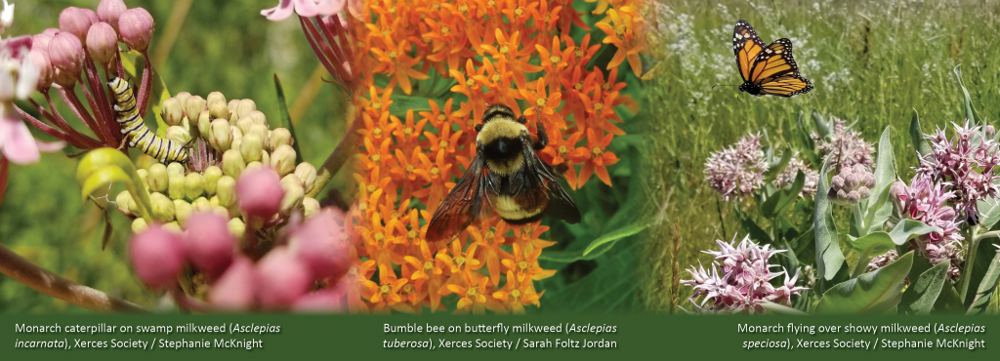 Monarch caterpillar on swamp milkweed (Asclepias
incarnata), Xerces Society / Stephanie McKnight
Bumble bee on butterfly milkweed (Asclepias
tuberosa), Xerces Society / Sarah Foltz Jordan
Monarch flying over showy milkweed (Asclepias
speciosa), Xerces Society / Stephanie McKnight